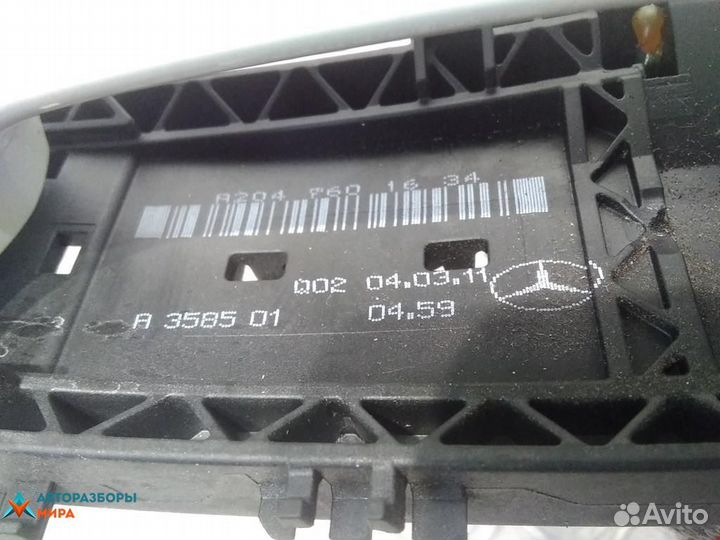 A204 760 16 34
Q02 04.03.11
A 3585 01 04.59
АВТОРАЗБОРЫ
МИРА
Avito